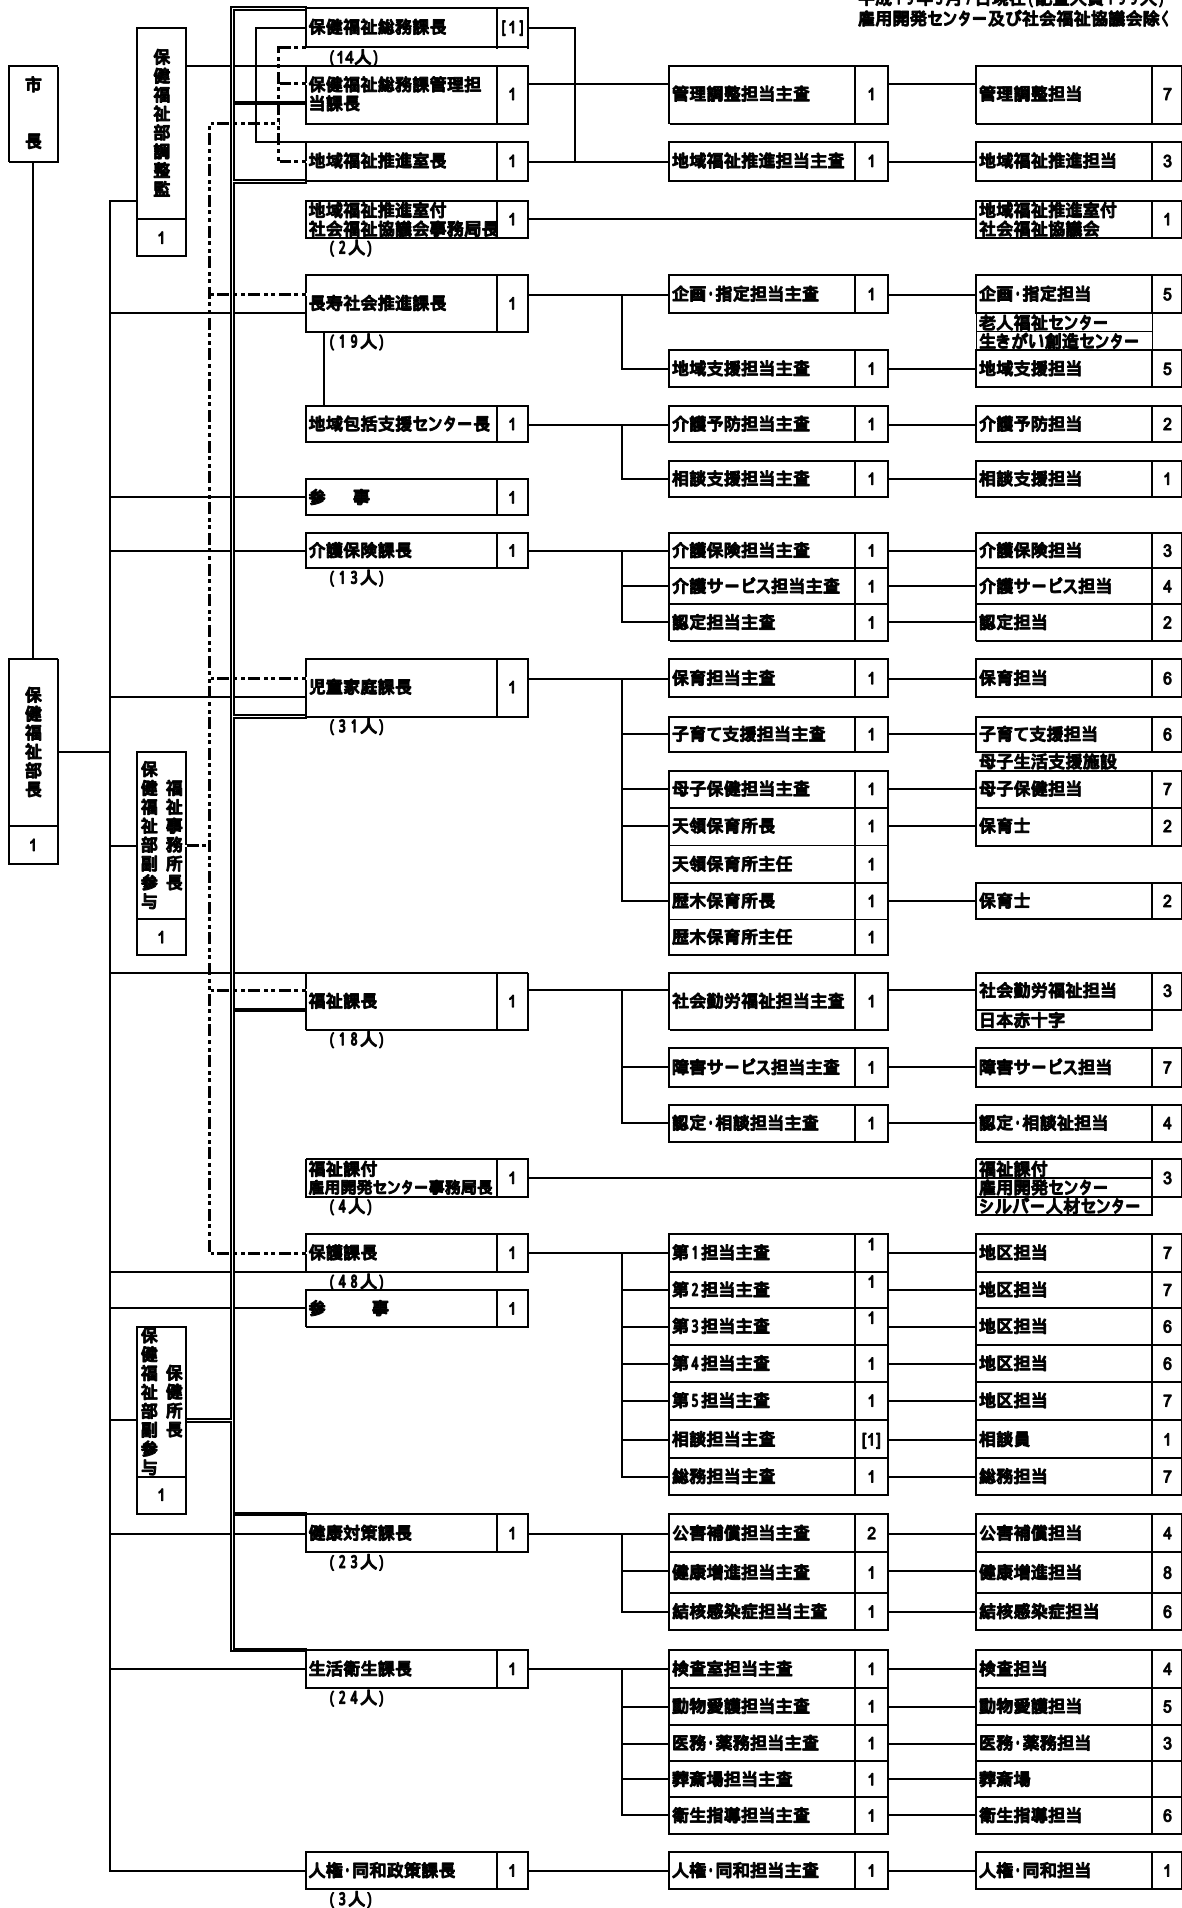 雇用開発センター及び社会福祉協議会除く
市長
保健福祉部調整監
1
保健福祉部長
1
保健福祉部副参与
福祉事務所長
1
保健福祉部副参与
保健所長
1
保健福祉総務課長 [1]
(14人)
保健福祉総務課管理担
当課長 1
管理調整担当主査 1
管理調整担当 7
地域福祉推進室長 1
地域福祉推進担当主査 1
地域福祉推進担当 3
地域福祉推進室付
社会福祉協議会事務局長 1
(2人)
地域福祉推進室付
社会福祉協議会 1
長寿社会推進課長 1
(19人)
企画・指定担当主査 1
企画・指定担当 5
老人福祉センター
生きがい創造センター
地域支援担当主査 1
地域支援担当 5
地域包括支援センター長 1
介護予防担当主査 1
介護予防担当 2
相談支援担当主査 1
相談支援担当 1
参 事 1
介護保険課長 1
(13人)
介護保険担当主査 1
介護保険担当 3
介護サービス担当主査 1
介護サービス担当 4
認定担当主査 1
認定担当 2
児童家庭課長 1
(31人)
保育担当主査 1
保育担当 6
子育て支援担当主査 1
子育て支援担当 6
母子生活支援施設
母子保健担当主査 1
母子保健担当 7
天領保育所長 1
保育士 2
天領保育所主任 1
歴木保育所長 1
保育士 2
歴木保育所主任 1
福祉課長 1
(18人)
社会勤労福祉担当主査 1
社会勤労福祉担当 3
日本赤十字
障害サービス担当主査 1
障害サービス担当 7
認定・相談担当主査 1
認定・相談祉担当 4
福祉課付
雇用開発センター事務局長 1
(4人)
福祉課付
雇用開発センター
シルバー人材センター 3
保護課長 1
(48人)
参 事 1
第1担当主査 1
地区担当 7
第2担当主査 1
地区担当 7
第3担当主査 1
地区担当 6
第4担当主査 1
地区担当 6
第5担当主査 1
地区担当 7
相談担当主査 [1]
相談員 1
総務担当主査 1
総務担当 7
健康対策課長 1
(23人)
公害補償担当主査 2
公害補償担当 4
健康増進担当主査 1
健康増進担当 8
結核感染症担当主査 1
結核感染症担当 6
生活衛生課長 1
(24人)
検査室担当主査 1
検査担当 4
動物愛護担当主査 1
動物愛護担当 5
医務・薬務担当主査 1
医務・薬務担当 3
葬斎場担当主査 1
葬斎場
衛生指導担当主査 1
衛生指導担当 6
人権・同和政策課長 1
(3人)
人権・同和担当主査 1
人権・同和担当 1